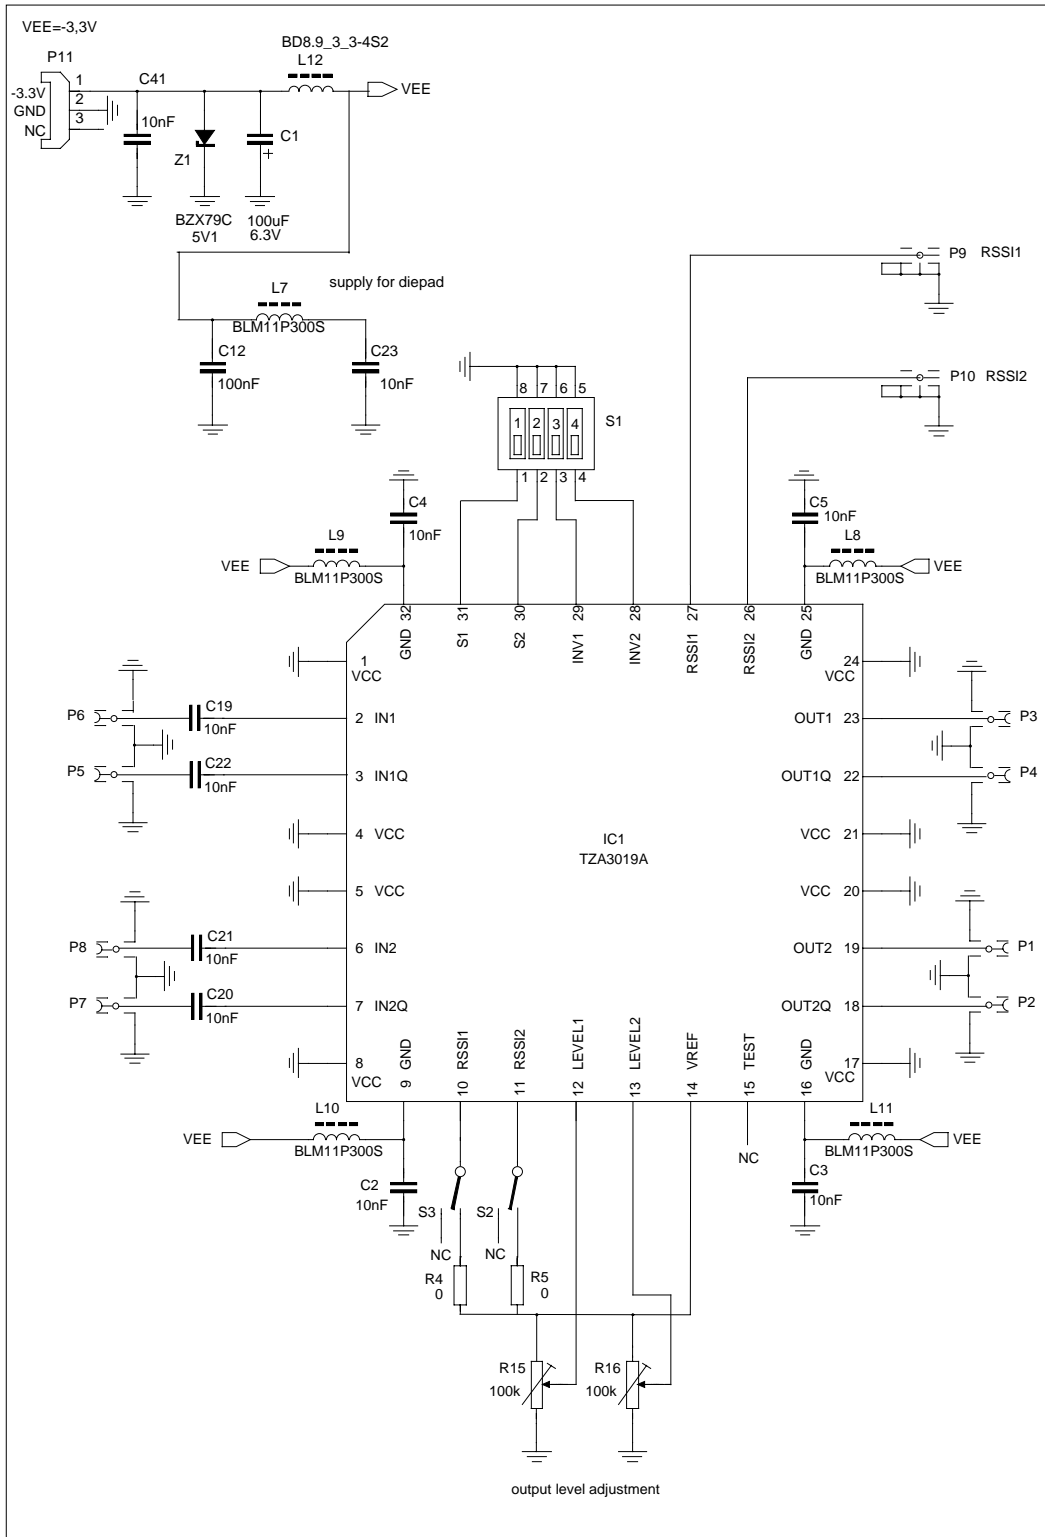 VEE=-3,3V
BD8.9_3_3-4S2
P11
L12
1
C41
-3.3V
VEE
2
GND
10nF
3
NC
C1
Z1
BZX79C
100uF
5V1
6.3V
P9 RSSI1
L7
supply for diepad
BLM11P300S
C12
C23
100nF
10nF
P10 RSSI2
8 7 6 5
1 2 3 4
S1
1 2 3 4
C4
10nF
C5
10nF
L9
L8
VEE
BLM11P300S
BLM11P300S
VEE
32 31 30 29 28 27 26 25
GND S1 S2 INV1 INV2 RSSI1 RSSI2 GND
1
VCC
24
VCC
C19
P6
10nF
2 IN1
OUT1 23
P3
C22
P5
10nF
3 IN1Q
OUT1Q 22
P4
4 VCC
VCC 21
IC1
TZA3019A
5 VCC
VCC 20
C21
P8
10nF
6 IN2
OUT2 19
P1
C20
P7
10nF
7 IN2Q
OUT2Q 18
P2
8
VCC
17
VCC
GND RSSI1 RSSI2 LEVEL1 LEVEL2 VREF TEST GND
9 10 11 12 13 14 15 16
L10
L11
VEE
BLM11P300S
BLM11P300S
VEE
NC
C2
10nF
C3
10nF
S3
S2
NC
NC
R4
0
R5
0
R15
100k
R16
100k
output level adjustment